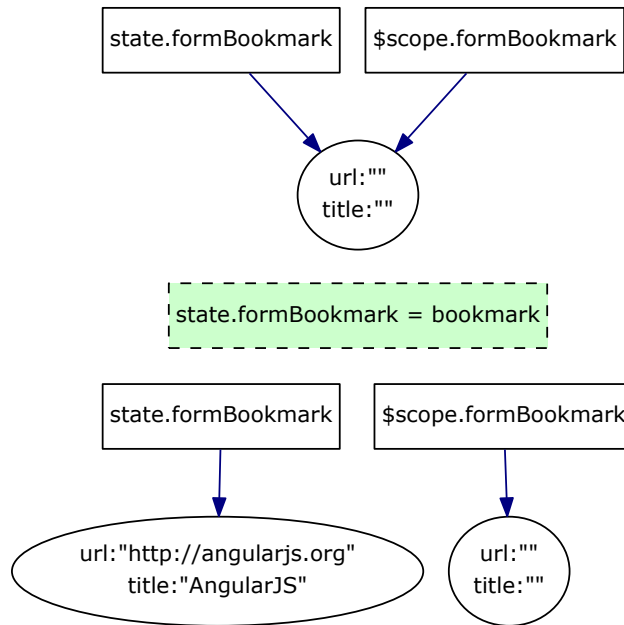 state.formBookmark
$scope.formBookmark
url:""
title:""
state.formBookmark = bookmark
state.formBookmark
$scope.formBookmark
url:"http://angularjs.org"
title:"AngularJS"
url:""
title:""